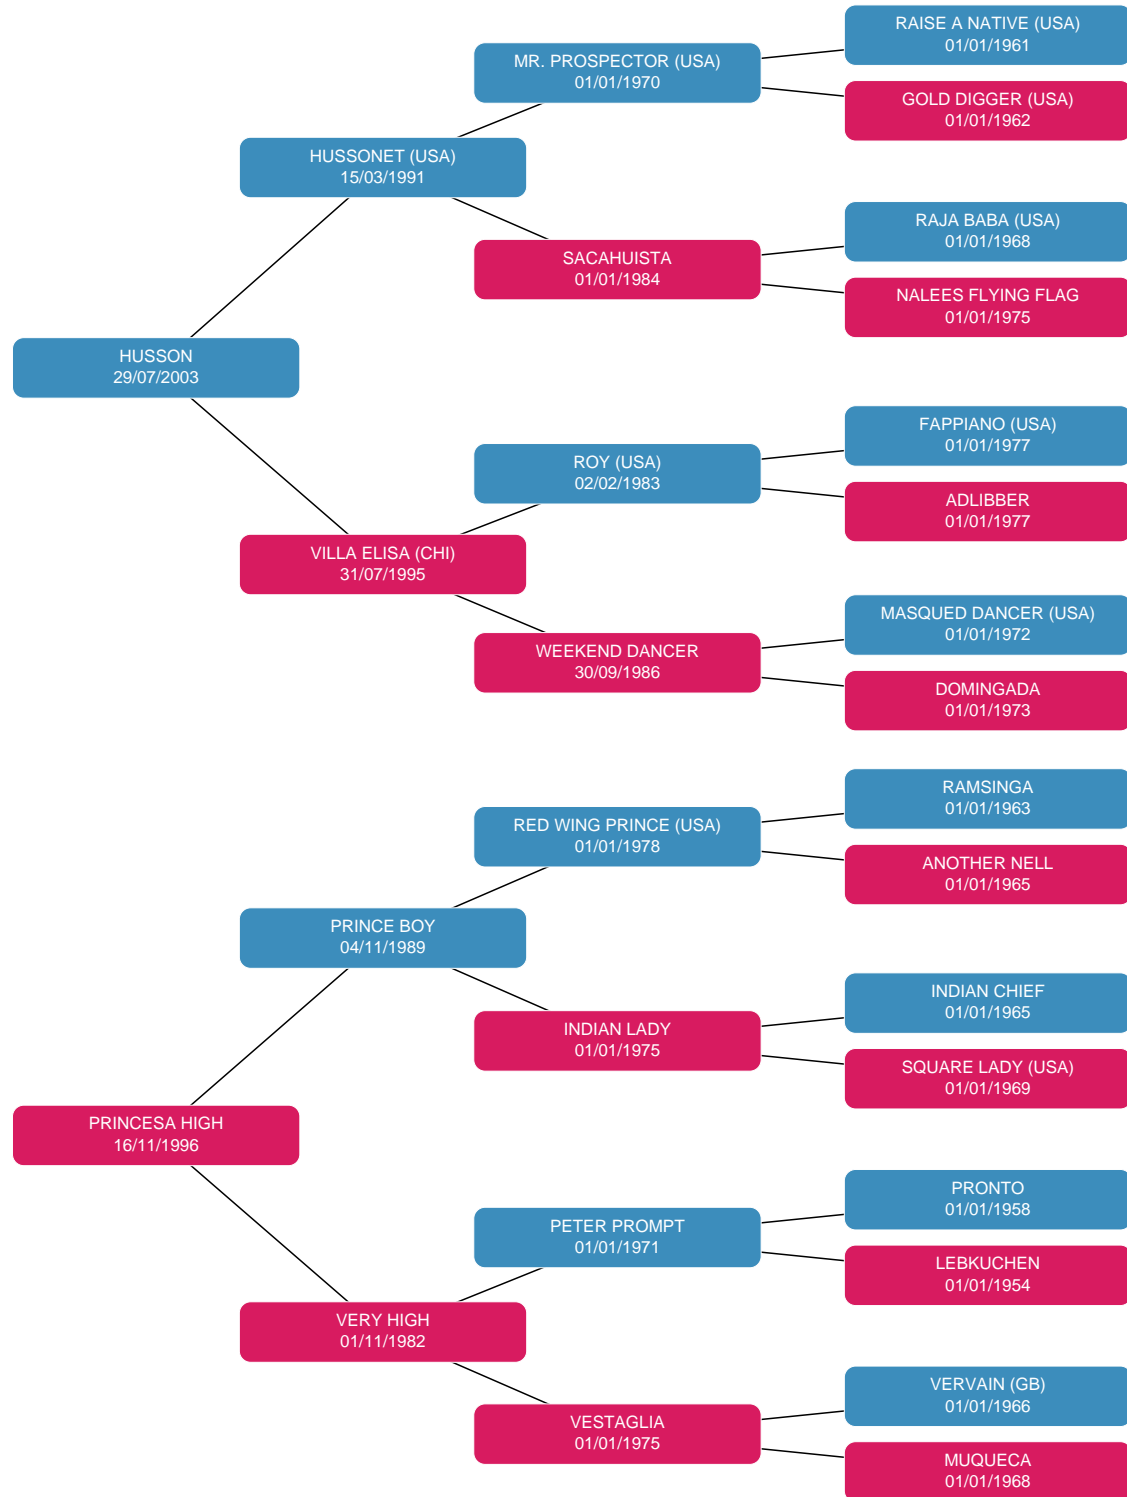 RAISE A NATIVE (USA)
01/01/1961
MR. PROSPECTOR (USA)
01/01/1970
GOLD DIGGER (USA)
01/01/1962
HUSSONET (USA)
15/03/1991
RAJA BABA (USA)
01/01/1968
SACAHUISTA
01/01/1984
NALEES FLYING FLAG
01/01/1975
HUSSON
29/07/2003
FAPPIANO (USA)
01/01/1977
ROY (USA)
02/02/1983
ADLIBBER
01/01/1977
VILLA ELISA (CHI)
31/07/1995
MASQUED DANCER (USA)
01/01/1972
WEEKEND DANCER
30/09/1986
DOMINGADA
01/01/1973
RAMSINGA
01/01/1963
RED WING PRINCE (USA)
01/01/1978
ANOTHER NELL
01/01/1965
PRINCE BOY
04/11/1989
INDIAN CHIEF
01/01/1965
INDIAN LADY
01/01/1975
SQUARE LADY (USA)
01/01/1969
PRINCESA HIGH
16/11/1996
PRONTO
01/01/1958
PETER PROMPT
01/01/1971
LEBKUCHEN
01/01/1954
VERY HIGH
01/11/1982
VERVAIN (GB)
01/01/1966
VESTAGLIA
01/01/1975
MUQUECA
01/01/1968